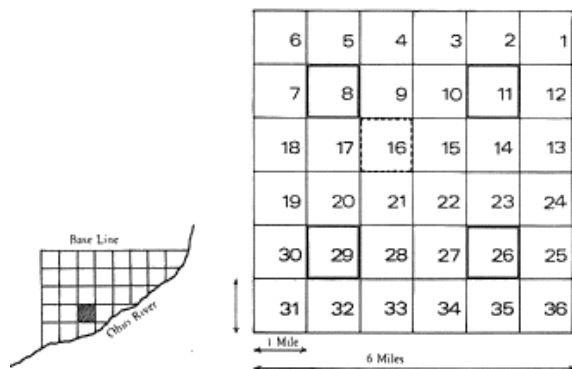 6 5 4 3 2 1
7 8 9 10 11 12
18 17 16 15 14 13
19 20 21 22 23 24
30 29 28 27 26 25
31 32 33 34 35 36
Base Line
Ohio River
1 Mile
6 Miles